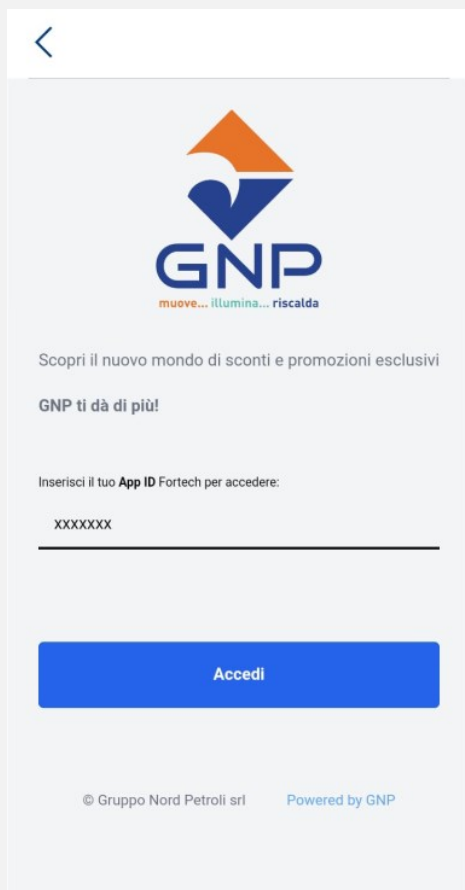 GNP
muove... illumina... riscalda
Scopri il nuovo mondo di sconti e promozioni esclusivi
GNP ti dà di più!
Inserisci il tuo App ID Fortech per accedere:
xxxxxxx
Accedi
© Gruppo Nord Petroli srl Powered by GNP